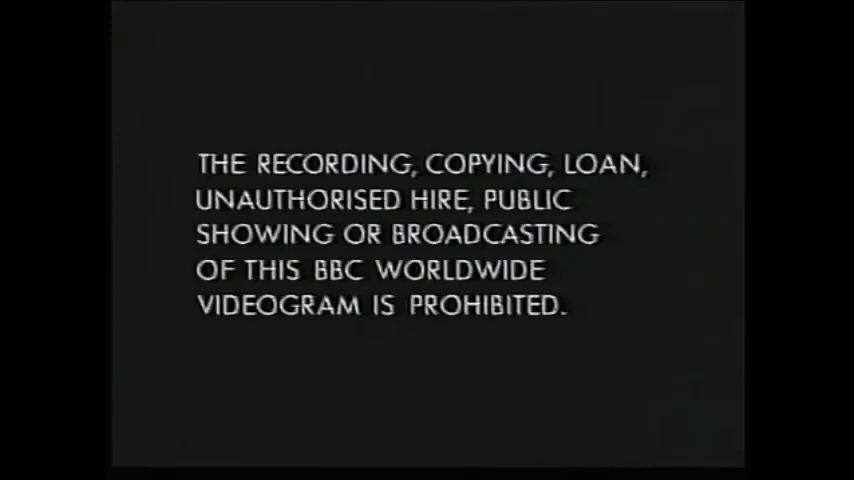 THE RECORDING, COPYING, LOAN,
UNAUTHORISED HIRE, PUBLIC
SHOWING OR BROADCASTING
OF THIS BBC WORLDWIDE
VIDEOGRAM IS PROHIBITED.